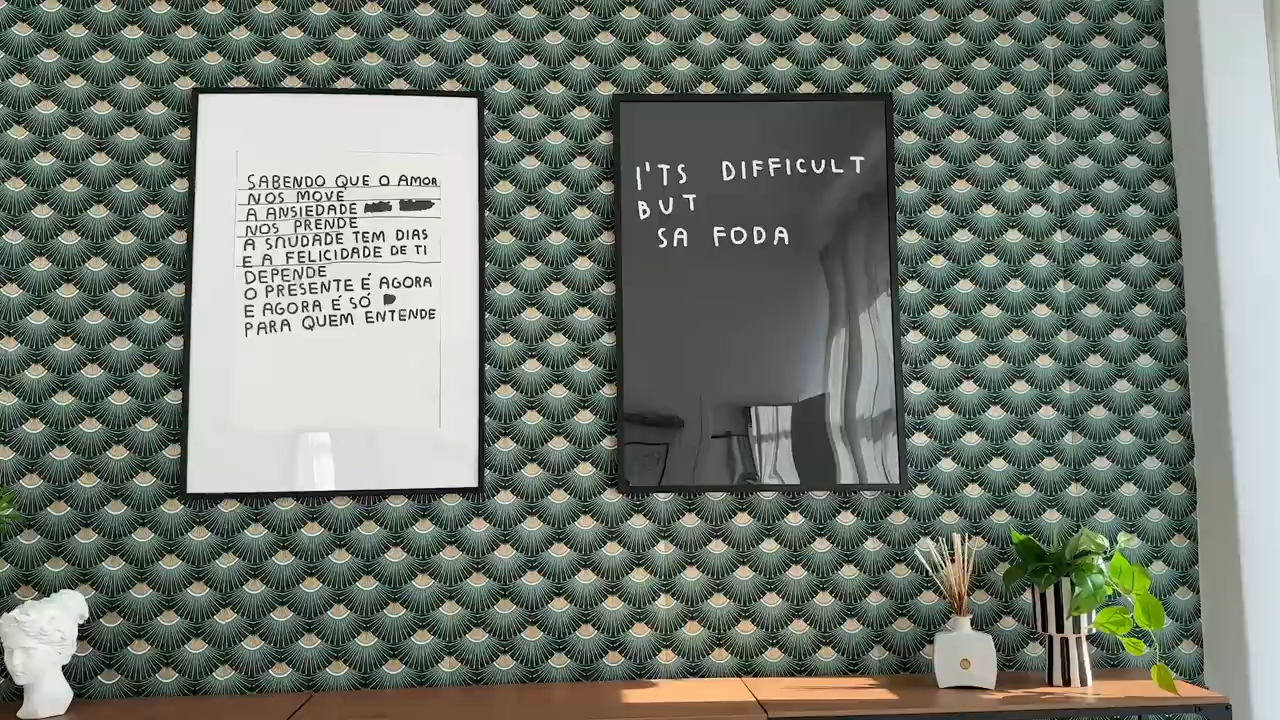 SABENDO QUE O AMOR
NOS MOVE
A ANSIEDADE
NOS PRENDE
A SAUDADE TEM DIAS
E A FELICIDADE DE TI
DEPENDE
O PRESENTE É AGORA
E AGORA É SÓ
PARA QUEM ENTENDE
I'TS DIFFICULT
BUT
SA FODA